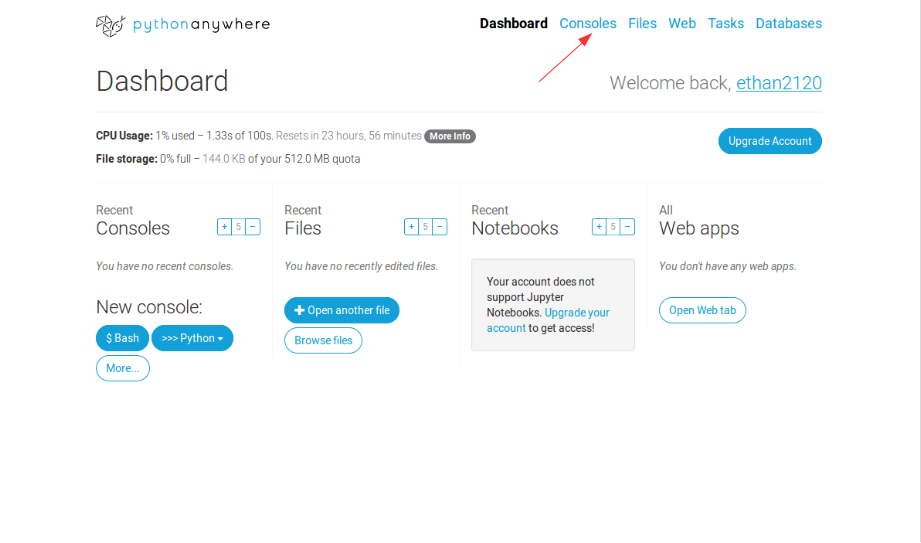 pythonanywhere
Dashboard Consoles Files Web Tasks Databases
Dashboard
Welcome back, ethan2120
CPU Usage: 1% used – 1.33s of 100s. Resets in 23 hours, 56 minutes More Info
File storage: 0% full – 144.0 KB of your 512.0 MB quota
Upgrade Account
Recent
Consoles
+ 5 −
You have no recent consoles.
New console:
$ Bash
>>> Python
More...
Recent
Files
+ 5 −
You have no recently edited files.
+ Open another file
Browse files
Recent
Notebooks
+ 5 −
Your account does not
support Jupyter
Notebooks. Upgrade your
account to get access!
All
Web apps
You don't have any web apps.
Open Web tab